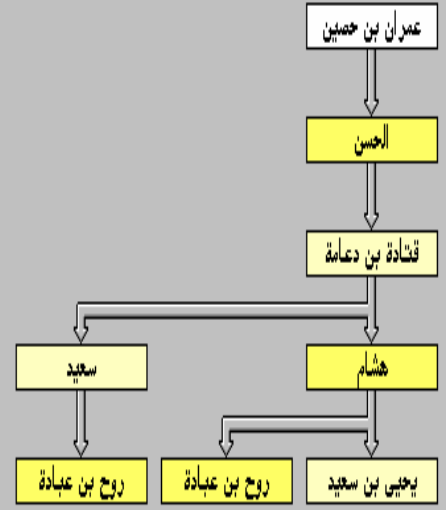 عمران بن حصين
الحسن
قتادة بن دعامة
هشام
سعيد
يحيى بن سعيد
روح بن عبادة
روح بن عبادة